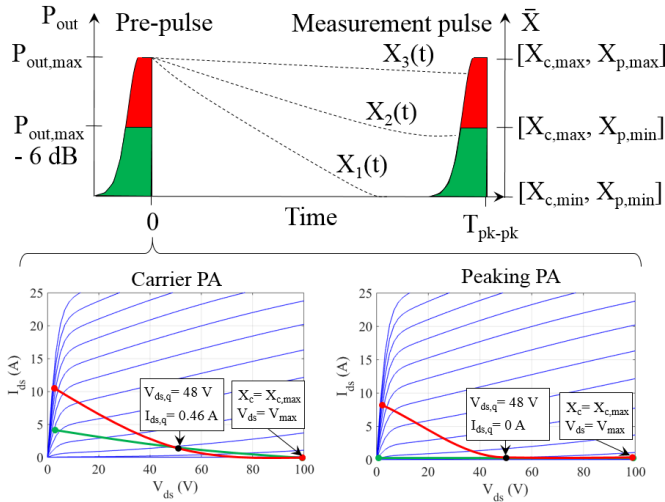 P_out
Pre-pulse
Measurement pulse
X̄
P_out,max
X_3(t)
[X_c,max, X_p,max]
P_out,max
- 6 dB
X_2(t)
[X_c,max, X_p,min]
X_1(t)
[X_c,min, X_p,min]
0
Time
T_pk-pk
Carrier PA
Peaking PA
25
20
15
10
5
0
I_ds (A)
V_ds,q= 48 V
I_ds,q= 0.46 A
X_c= X_c,max
V_ds= V_max
0
20
40
60
80
100
V_ds (V)
25
20
15
10
5
0
I_ds (A)
V_ds,q= 48 V
I_ds,q= 0 A
X_c= X_c,max
V_ds= V_max
0
20
40
60
80
100
V_ds (V)